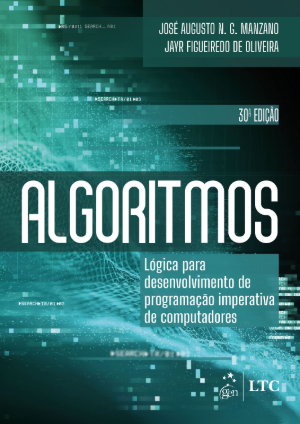 JOSÉ AUGUSTO N. G. MANZANO
JAYR FIGUEIREDO DE OLIVEIRA
30ª EDIÇÃO
ALGORITMOS
Lógica para
desenvolvimento de
programação imperativa
de computadores
gen
LTC